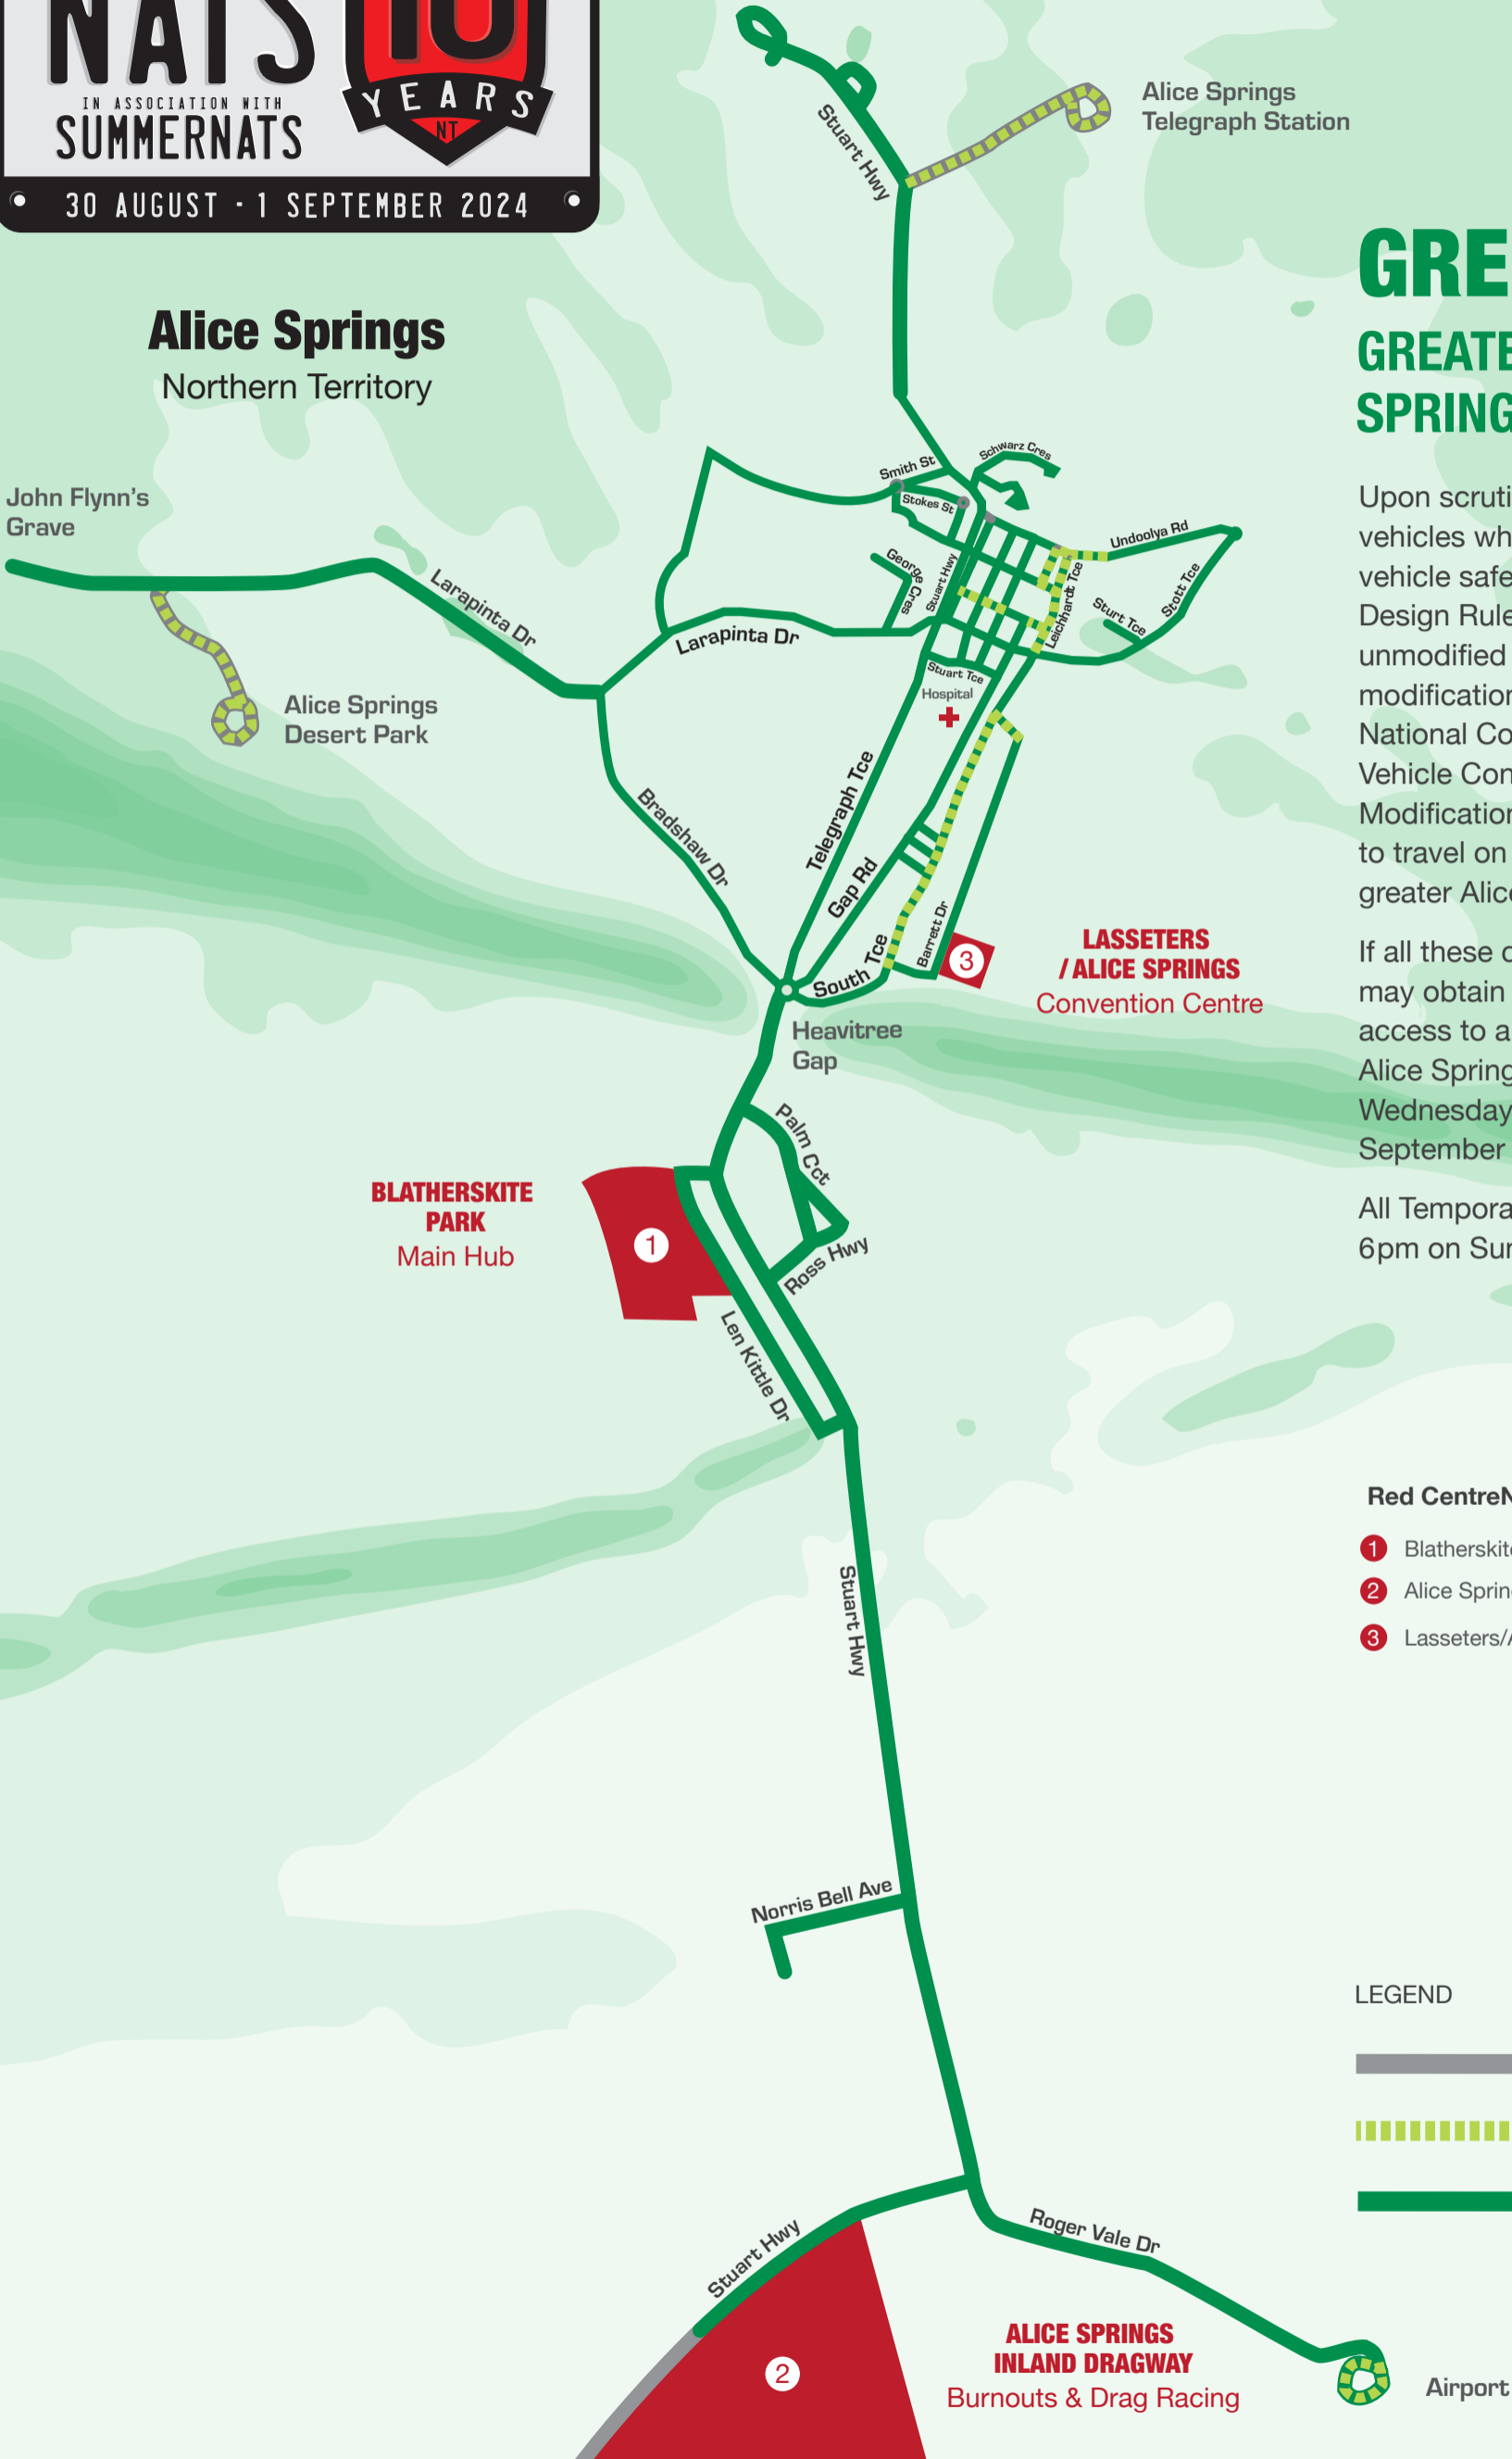 NATS
10
YEARS
NT
IN ASSOCIATION WITH
SUMMERNATS
30 AUGUST - 1 SEPTEMBER 2024
Alice Springs
Northern Territory
Alice Springs
Telegraph Station
Stuart Hwy
GRE
GREATE
SPRING
Smith St
Schwarz Cres
Stokes St
Undoolya Rd
George Cres
Stuart Hwy
Leichhardt Tce
Sturt Tce
Stott Tce
John Flynn's
Grave
Larapinta Dr
Larapinta Dr
Stuart Tce
Hospital
Alice Springs
Desert Park
Bradshaw Dr
Telegraph Tce
Gap Rd
South Tce
Barrett Dr
3
LASSETERS
/ ALICE SPRINGS
Convention Centre
Heavitree
Gap
Palm Cct
Ross Hwy
BLATHERSKITE
PARK
Main Hub
1
Len Kittle Dr
Stuart Hwy
Norris Bell Ave
Stuart Hwy
Roger Vale Dr
2
ALICE SPRINGS
INLAND DRAGWAY
Burnouts & Drag Racing
Airport
Upon scruti
vehicles wh
vehicle safe
Design Rule
unmodified
modification
National Co
Vehicle Con
Modification
to travel on
greater Alice
If all these c
may obtain
access to a
Alice Spring
Wednesday
September
All Tempora
6pm on Sun
Red CentreN
1 Blatherskite
2 Alice Sprin
3 Lasseters/A
LEGEND